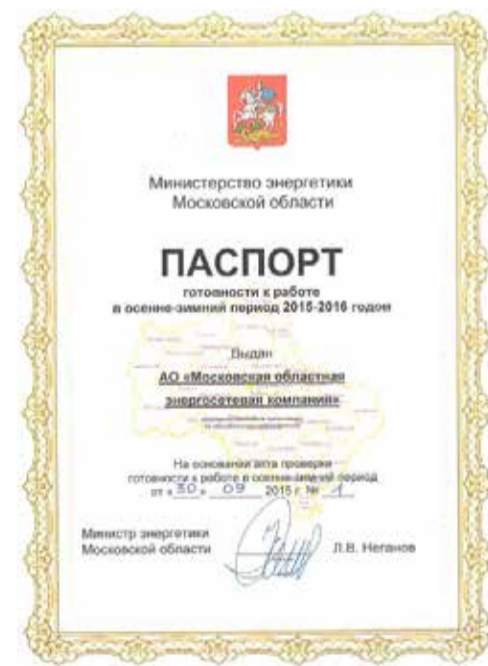 Министерство энергетики
Московской области
ПАСПОРТ
готовности к работе
в осенне-зимний период 2015-2016 годов
Выдан
АО «Московская областная
энергосетевая компания»
На основании акта проверки
готовности к работе в осенне-зимний период
от « 30 » 09 2015 г. № 1
Министр энергетики
Московской области
Л.В. Неганов